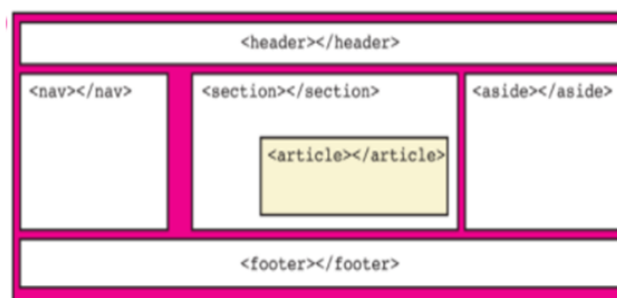 <header></header>
<nav></nav>
<section></section>
<aside></aside>
<article></article>
<footer></footer>